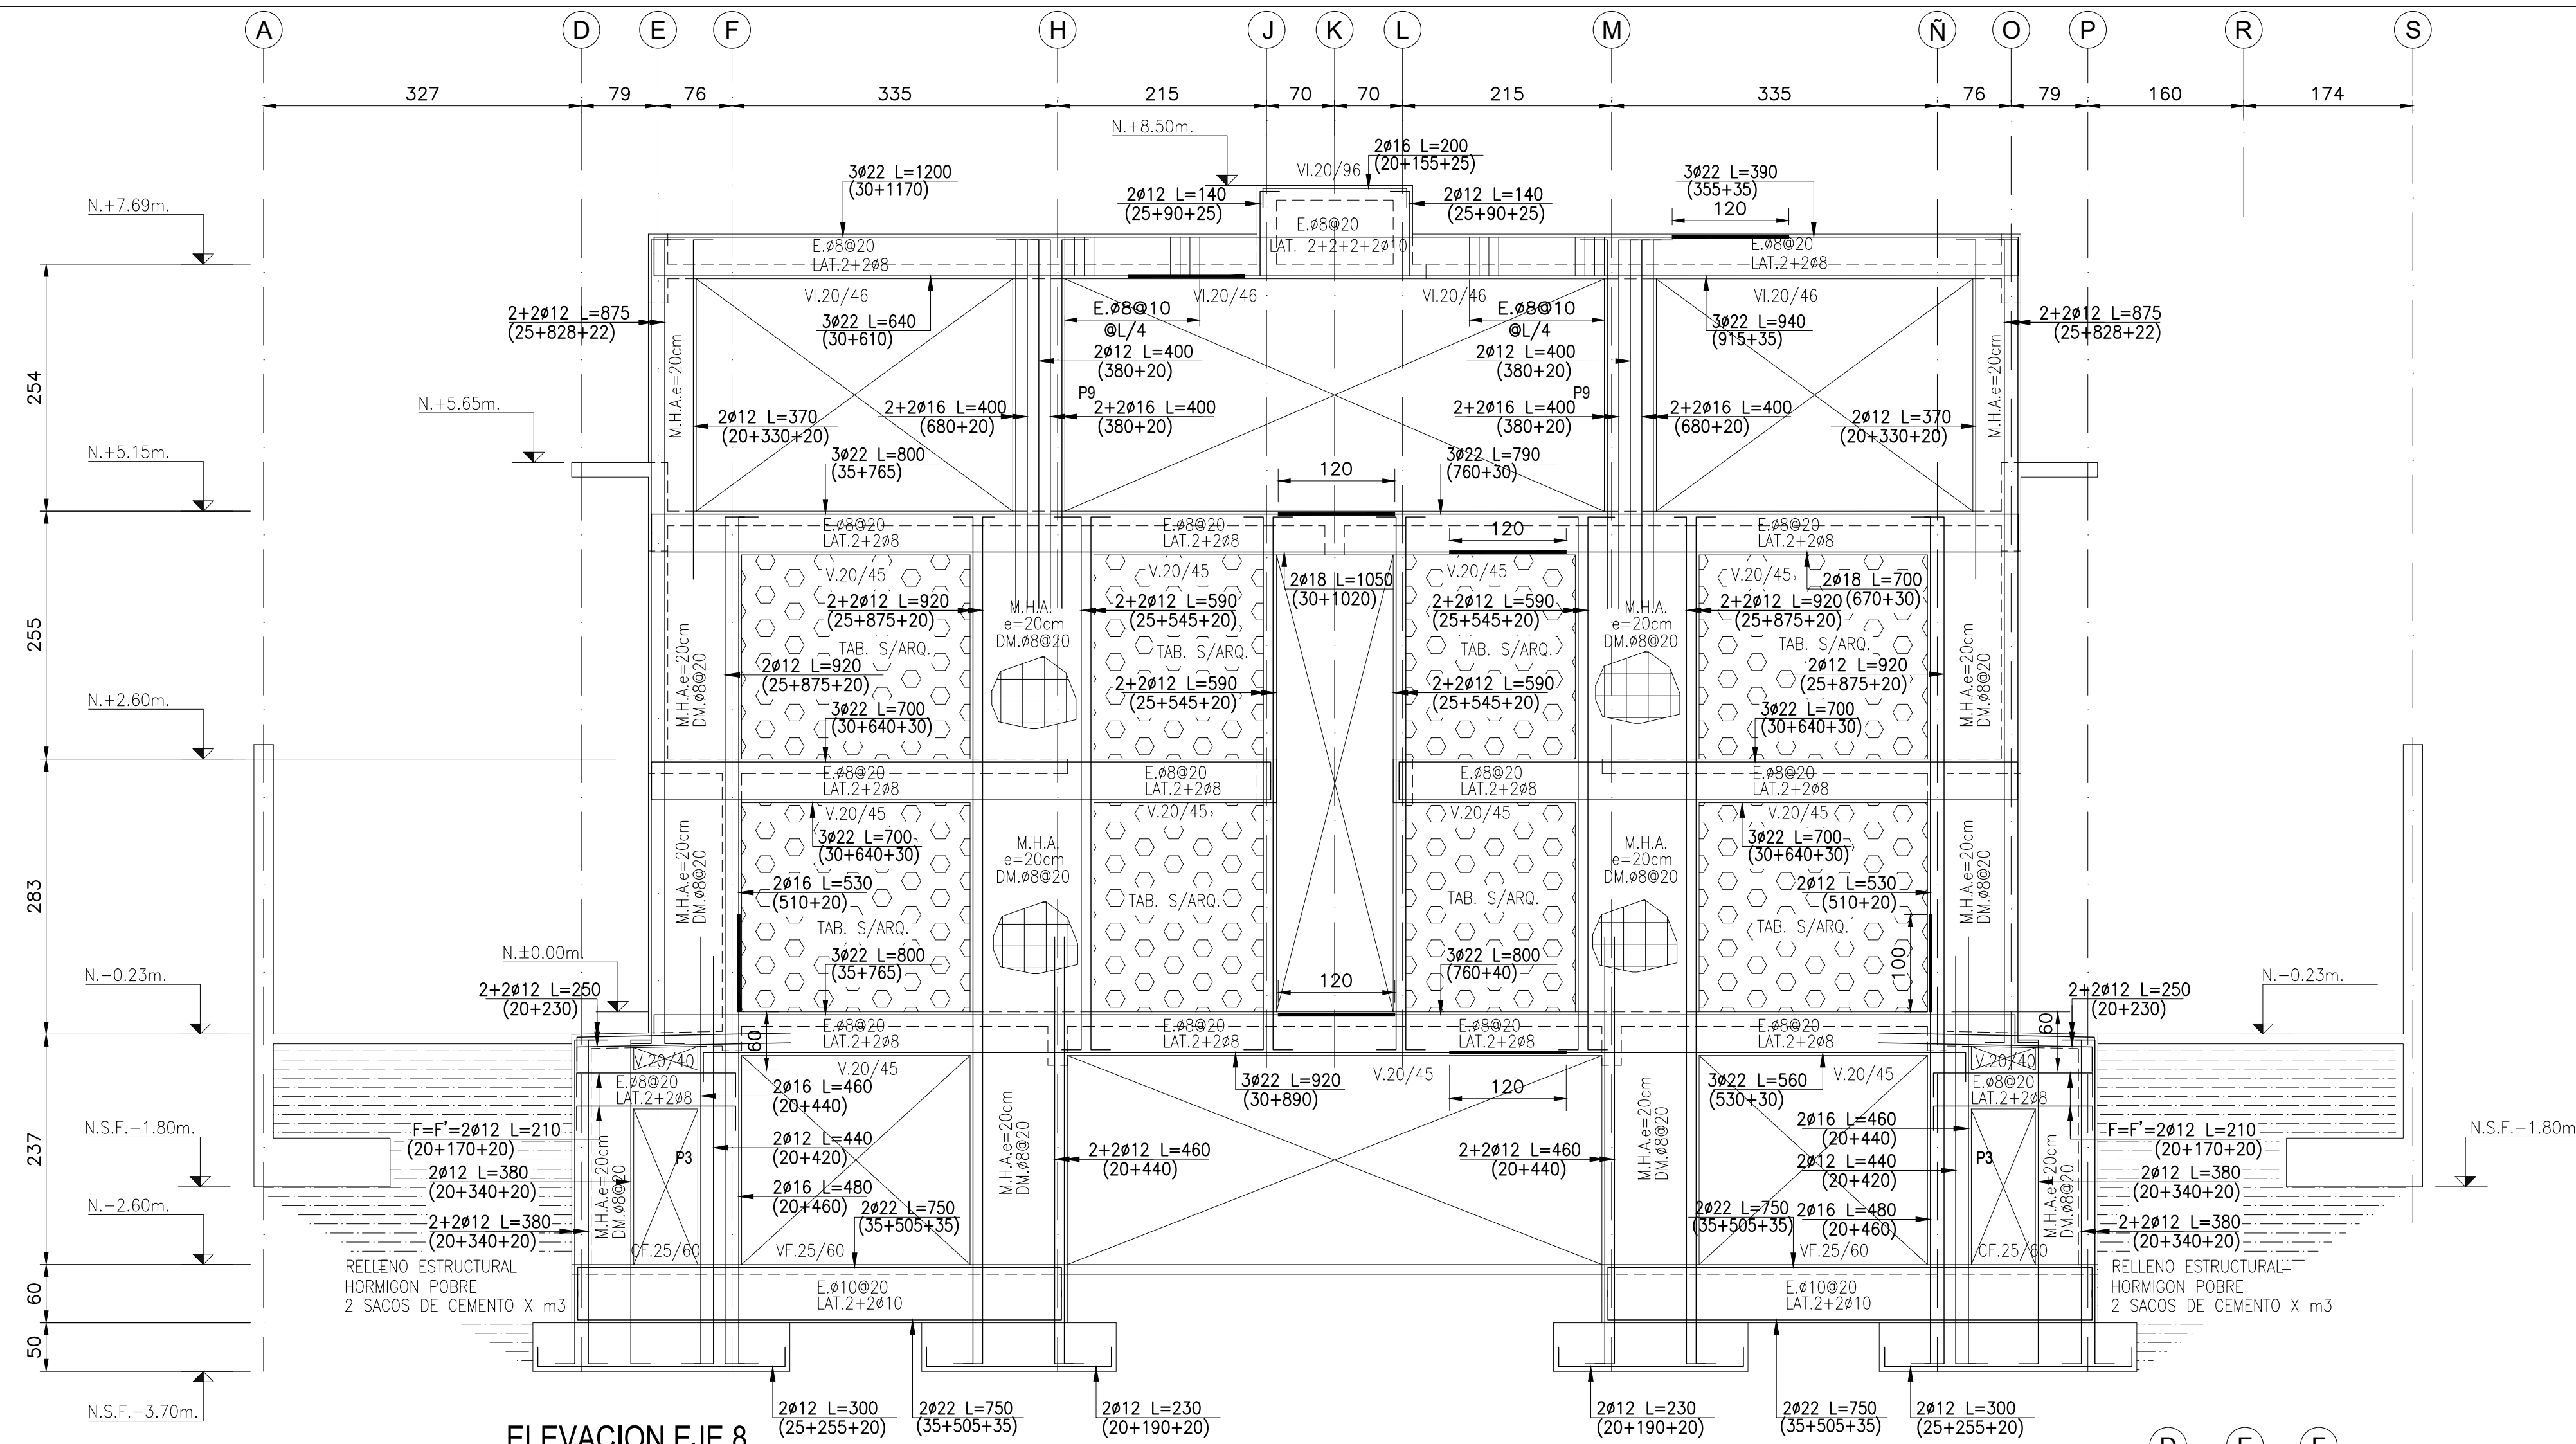 A D E F H J K L M Ñ O P R S
327 79 76 335 215 70 70 215 335 76 79 160 174
N.+8.50m.
VI.20/96
2ø16 L=200
(20+155+25)
3ø22 L=1200
(30+1170)
2ø12 L=140
(25+90+25)
2ø12 L=140
(25+90+25)
3ø22 L=390
(355+35)
120
N.+7.69m.
E.ø8@20
LAT.2+2ø8
E.ø8@20
LAT. 2+2+2+2ø10
E.ø8@20
LAT.2+2ø8
VI.20/46
VI.20/46
VI.20/46
VI.20/46
2+2ø12 L=875
(25+828+22)
3ø22 L=640
(30+610)
E.ø8@10
@L/4
E.ø8@10
@L/4
3ø22 L=940
(915+35)
2+2ø12 L=875
(25+828+22)
254
M.H.A.e=20cm
2ø12 L=400
(380+20)
2ø12 L=400
(380+20)
M.H.A.e=20cm
N.+5.65m.
P9
P9
2ø12 L=370
(20+330+20)
2+2ø16 L=400
(680+20)
2+2ø16 L=400
(380+20)
2+2ø16 L=400
(380+20)
2+2ø16 L=400
(680+20)
2ø12 L=370
(20+330+20)
N.+5.15m.
3ø22 L=800
(35+765)
120
3ø22 L=790
(760+30)
E.ø8@20
LAT.2+2ø8
E.ø8@20
LAT.2+2ø8
120
E.ø8@20
LAT.2+2ø8
V.20/45
V.20/45
V.20/45
V.20/45
2ø18 L=1050
(30+1020)
2ø18 L=700
(670+30)
2+2ø12 L=920
(25+875+20)
M.H.A.
e=20cm
DM.ø8@20
2+2ø12 L=590
(25+545+20)
2+2ø12 L=590
(25+545+20)
M.H.A.
e=20cm
DM.ø8@20
2+2ø12 L=920
(25+875+20)
255
M.H.A.e=20cm
DM.ø8@20
TAB. S/ARQ.
TAB. S/ARQ.
TAB. S/ARQ.
TAB. S/ARQ.
M.H.A.e=20cm
DM.ø8@20
2ø12 L=920
(25+875+20)
2+2ø12 L=590
(25+545+20)
2+2ø12 L=590
(25+545+20)
2ø12 L=920
(25+875+20)
N.+2.60m.
3ø22 L=700
(30+640+30)
3ø22 L=700
(30+640+30)
E.ø8@20
LAT.2+2ø8
E.ø8@20
LAT.2+2ø8
E.ø8@20
LAT.2+2ø8
E.ø8@20
LAT.2+2ø8
V.20/45
V.20/45
V.20/45
V.20/45
3ø22 L=700
(30+640+30)
M.H.A.
e=20cm
DM.ø8@20
M.H.A.
e=20cm
DM.ø8@20
3ø22 L=700
(30+640+30)
283
M.H.A.e=20cm
DM.ø8@20
2ø16 L=530
(510+20)
2ø12 L=530
(510+20)
M.H.A.e=20cm
DM.ø8@20
TAB. S/ARQ.
TAB. S/ARQ.
TAB. S/ARQ.
TAB. S/ARQ.
100
N.±0.00m.
3ø22 L=800
(35+765)
120
3ø22 L=800
(760+40)
N.-0.23m.
2+2ø12 L=250
(20+230)
N.-0.23m.
2+2ø12 L=250
(20+230)
60
E.ø8@20
LAT.2+2ø8
E.ø8@20
LAT.2+2ø8
E.ø8@20
LAT.2+2ø8
E.ø8@20
LAT.2+2ø8
60
V.20/40
V.20/45
V.20/45
V.20/45
V.20/40
E.ø8@20
LAT.2+2ø8
2ø16 L=460
(20+440)
3ø22 L=920
(30+890)
120
3ø22 L=560
(530+30)
E.ø8@20
LAT.2+2ø8
237
N.S.F.-1.80m.
F=F'=2ø12 L=210
(20+170+20)
2ø12 L=440
(20+420)
M.H.A.e=20cm
DM.ø8@20
2+2ø12 L=460
(20+440)
2+2ø12 L=460
(20+440)
M.H.A.e=20cm
DM.ø8@20
2ø16 L=460
(20+440)
F=F'=2ø12 L=210
(20+170+20)
N.S.F.-1.80m
P3
P3
2ø12 L=380
(20+340+20)
M.H.A.e=20cm
DM.ø8@20
2ø16 L=480
(20+460)
2ø12 L=440
(20+420)
M.H.A.e=20cm
DM.ø8@20
2ø12 L=380
(20+340+20)
N.-2.60m.
2+2ø12 L=380
(20+340+20)
2ø22 L=750
(35+505+35)
2ø22 L=750
(35+505+35)
2ø16 L=480
(20+460)
2+2ø12 L=380
(20+340+20)
CF.25/60
VF.25/60
VF.25/60
CF.25/60
RELLENO ESTRUCTURAL
HORMIGON POBRE
2 SACOS DE CEMENTO X m3
E.ø10@20
LAT.2+2ø10
E.ø10@20
LAT.2+2ø10
RELLENO ESTRUCTURAL
HORMIGON POBRE
2 SACOS DE CEMENTO X m3
60
50
N.S.F.-3.70m.
2ø12 L=300
(25+255+20)
2ø22 L=750
(35+505+35)
2ø12 L=230
(20+190+20)
2ø12 L=230
(20+190+20)
2ø22 L=750
(35+505+35)
2ø12 L=300
(25+255+20)
ELEVACION EJE 8